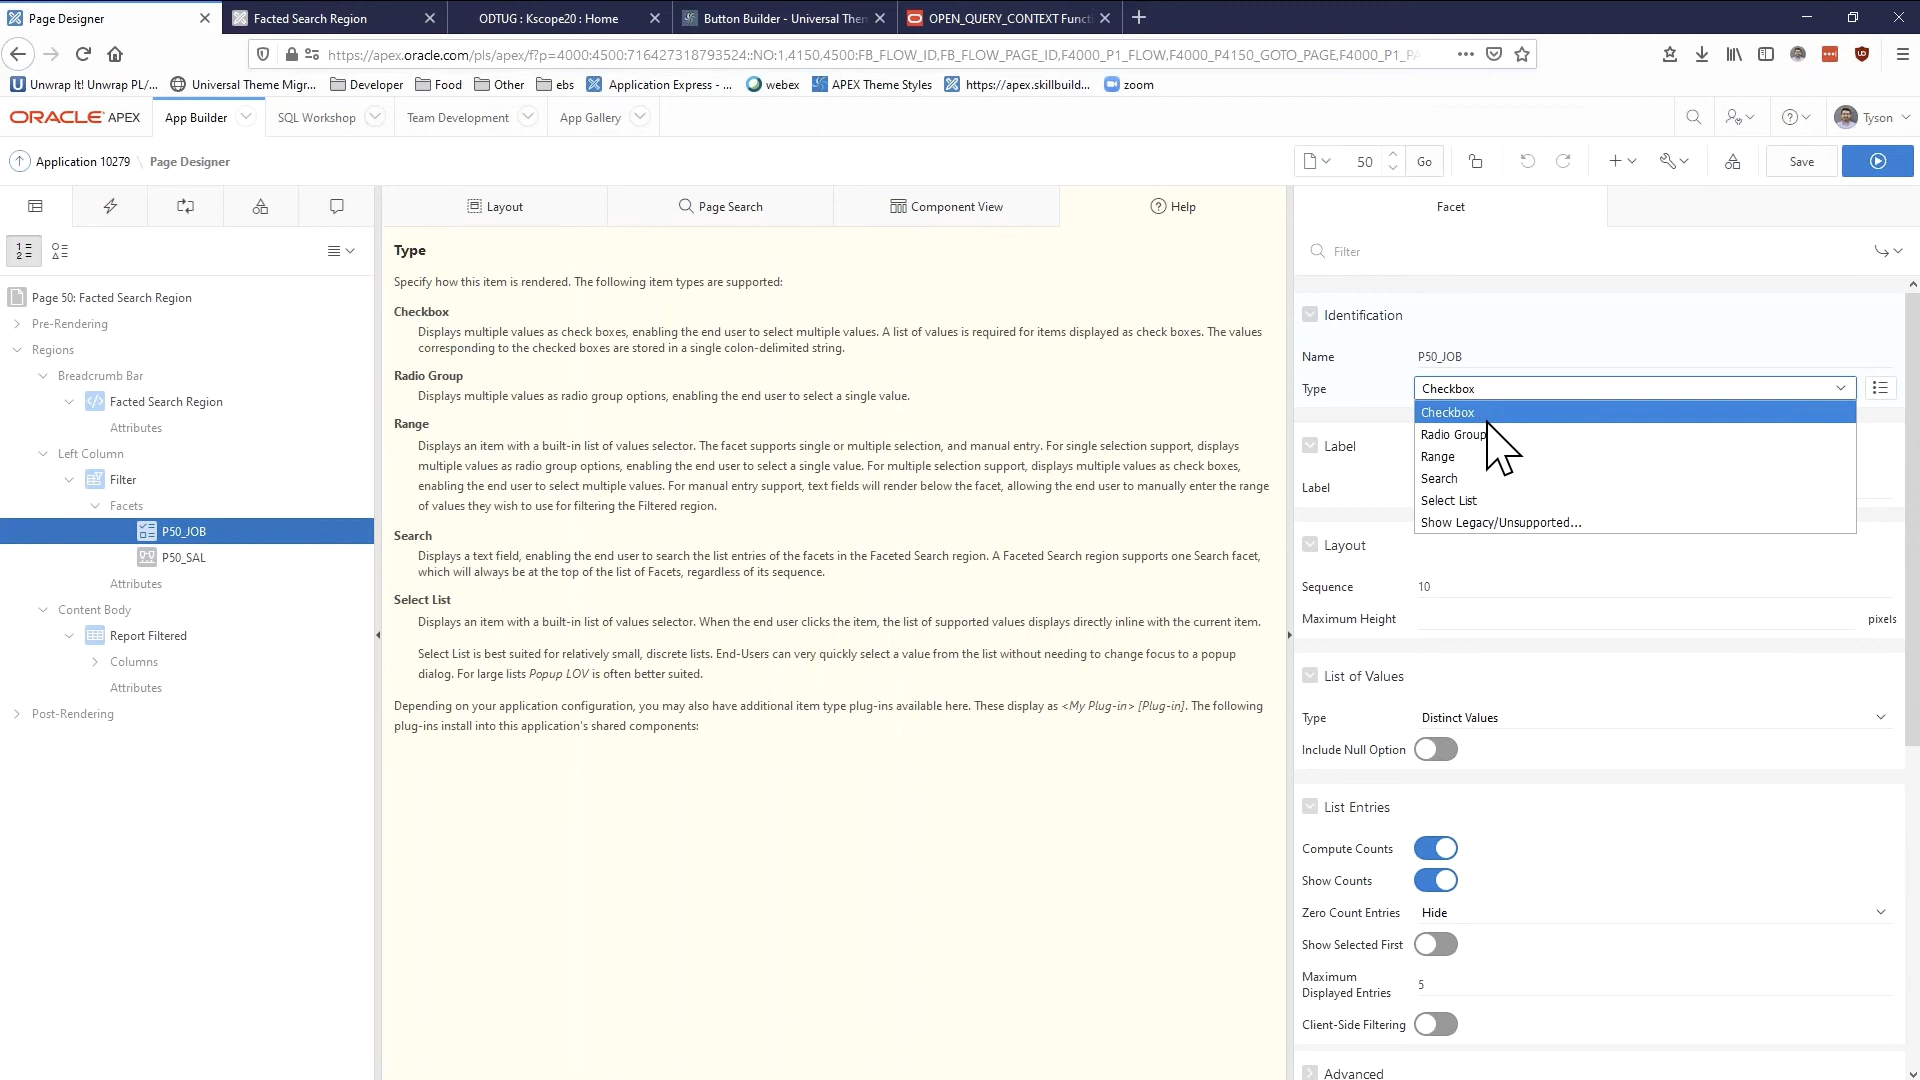 Page Designer
Facted Search Region
ODTUG : Kscope20 : Home
Button Builder - Universal Then
OPEN_QUERY_CONTEXT Functi
https://apex.oracle.com/pls/apex/f?p=4000:4500:716427318793524::NO:1,4150,4500:FB_FLOW_ID,FB_FLOW_PAGE_ID,F4000_P1_FLOW,F4000_P4150_GOTO_PAGE,F4000_P1_PA
Unwrap It! Unwrap PL/...
Universal Theme Migr...
Developer
Food
Other
ebs
Application Express - ...
webex
APEX Theme Styles
https://apex.skillbuild...
zoom
ORACLE APEX
App Builder
SQL Workshop
Team Development
App Gallery
Tyson
Application 10279 \ Page Designer
50
Go
Save
Layout
Page Search
Component View
Help
Facet
Filter
Page 50: Facted Search Region
Pre-Rendering
Regions
Breadcrumb Bar
Facted Search Region
Attributes
Left Column
Filter
Facets
P50_JOB
P50_SAL
Attributes
Content Body
Report Filtered
Columns
Attributes
Post-Rendering
Type
Specify how this item is rendered. The following item types are supported:
Checkbox
Displays multiple values as check boxes, enabling the end user to select multiple values. A list of values is required for items displayed as check boxes. The values
corresponding to the checked boxes are stored in a single colon-delimited string.
Radio Group
Displays multiple values as radio group options, enabling the end user to select a single value.
Range
Displays an item with a built-in list of values selector. The facet supports single or multiple selection, and manual entry. For single selection support, displays
multiple values as radio group options, enabling the end user to select a single value. For multiple selection support, displays multiple values as check boxes,
enabling the end user to select multiple values. For manual entry support, text fields will render below the facet, allowing the end user to manually enter the range
of values they wish to use for filtering the Filtered region.
Search
Displays a text field, enabling the end user to search the list entries of the facets in the Faceted Search region. A Faceted Search region supports one Search facet,
which will always be at the top of the list of Facets, regardless of its sequence.
Select List
Displays an item with a built-in list of values selector. When the end user clicks the item, the list of supported values displays directly inline with the current item.
Select List is best suited for relatively small, discrete lists. End-Users can very quickly select a value from the list without needing to change focus to a popup
dialog. For large lists Popup LOV is often better suited.
Depending on your application configuration, you may also have additional item type plug-ins available here. These display as <My Plug-in> [Plug-in]. The following
plug-ins install into this application's shared components:
Identification
Name
P50_JOB
Type
Checkbox
Checkbox
Radio Group
Range
Search
Select List
Show Legacy/Unsupported...
Label
Label
Layout
Sequence
10
Maximum Height
pixels
List of Values
Type
Distinct Values
Include Null Option
List Entries
Compute Counts
Show Counts
Zero Count Entries
Hide
Show Selected First
Maximum
Displayed Entries
5
Client-Side Filtering
Advanced